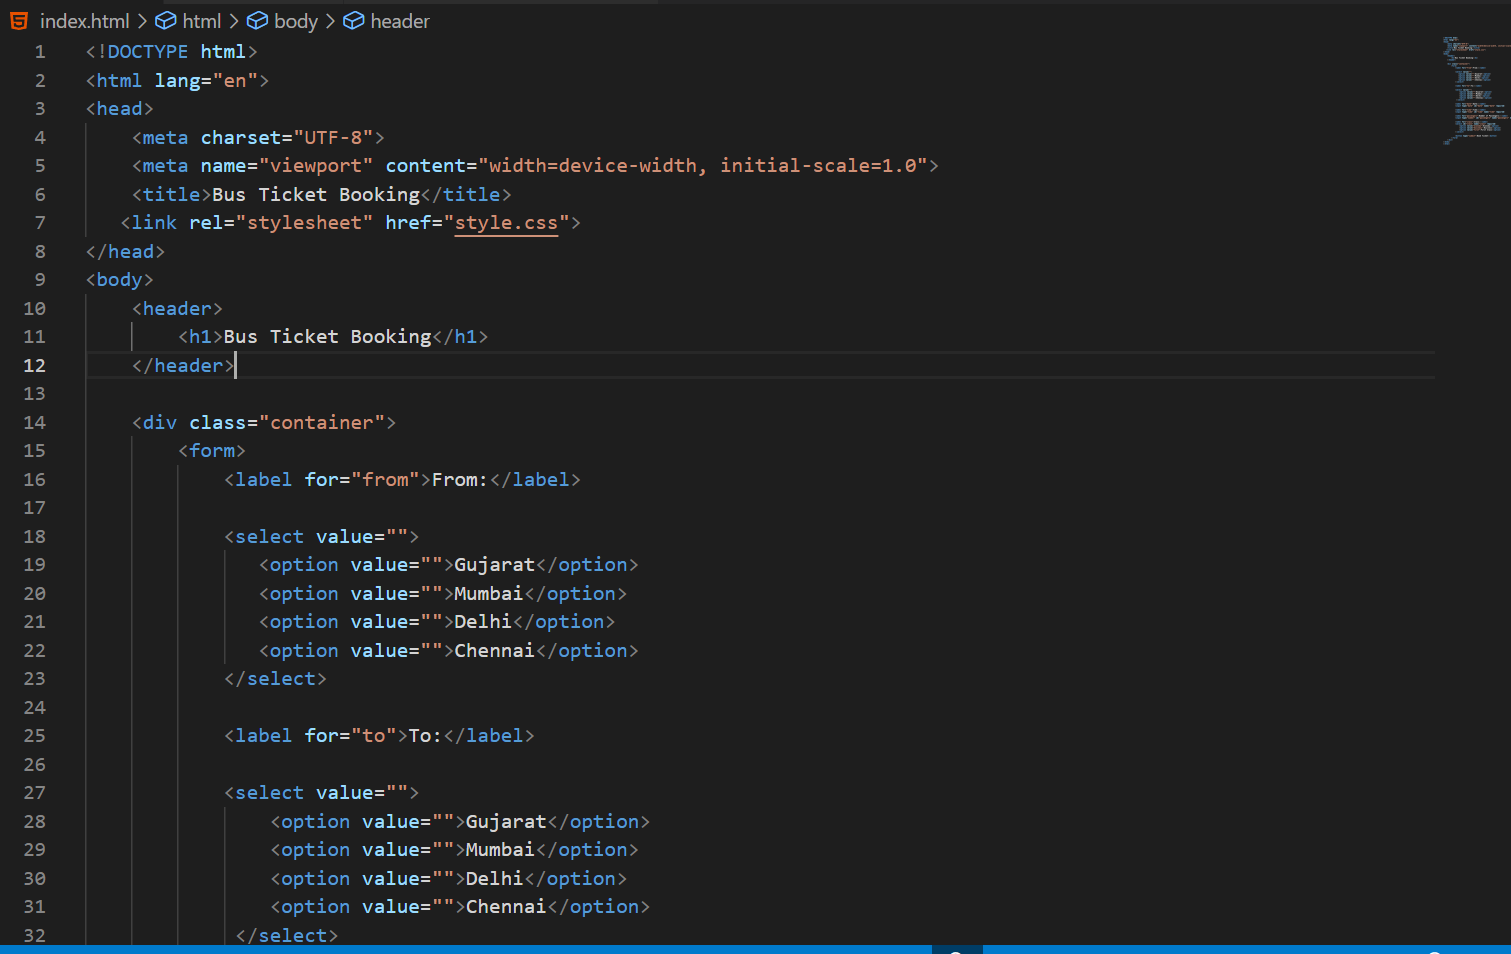 index.html > html > body > header
1 <!DOCTYPE html>
2 <html lang="en">
3 <head>
4 <meta charset="UTF-8">
5 <meta name="viewport" content="width=device-width, initial-scale=1.0">
6 <title>Bus Ticket Booking</title>
7 <link rel="stylesheet" href="style.css">
8 </head>
9 <body>
10 <header>
11 <h1>Bus Ticket Booking</h1>
12 </header>
13
14 <div class="container">
15 <form>
16 <label for="from">From:</label>
17
18 <select value="">
19 <option value="">Gujarat</option>
20 <option value="">Mumbai</option>
21 <option value="">Delhi</option>
22 <option value="">Chennai</option>
23 </select>
24
25 <label for="to">To:</label>
26
27 <select value="">
28 <option value="">Gujarat</option>
29 <option value="">Mumbai</option>
30 <option value="">Delhi</option>
31 <option value="">Chennai</option>
32 </select>